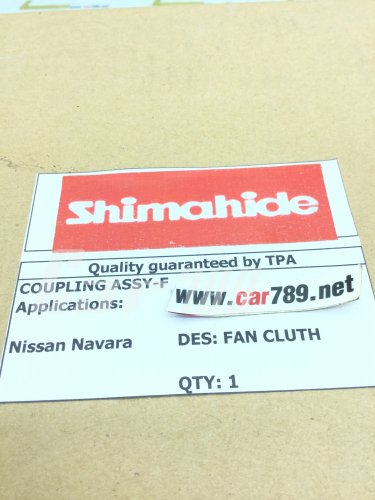 Shimahide
Quality guaranteed by TPA
COUPLING ASSY-F
Applications:
www.car789.net
Nissan Navara DES: FAN CLUTH
QTY: 1